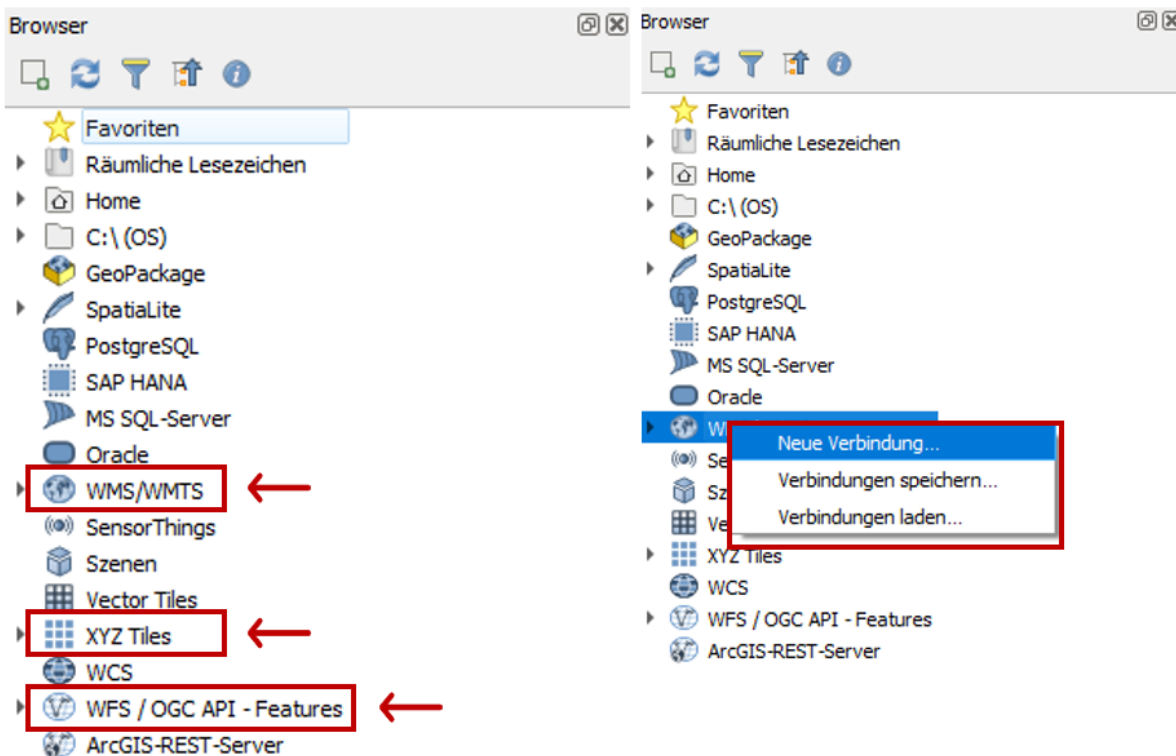 Browser
Favoriten
Räumliche Lesezeichen
Home
C:\ (OS)
GeoPackage
SpatiaLite
PostgreSQL
SAP HANA
MS SQL-Server
Oracle
WMS/WMTS
SensorThings
Szenen
Vector Tiles
XYZ Tiles
WCS
WFS / OGC API - Features
ArcGIS-REST-Server
Browser
Favoriten
Räumliche Lesezeichen
Home
C:\ (OS)
GeoPackage
SpatiaLite
PostgreSQL
SAP HANA
MS SQL-Server
Oracle
Neue Verbindung...
Verbindungen speichern...
Verbindungen laden...
XYZ Tiles
WCS
WFS / OGC API - Features
ArcGIS-REST-Server